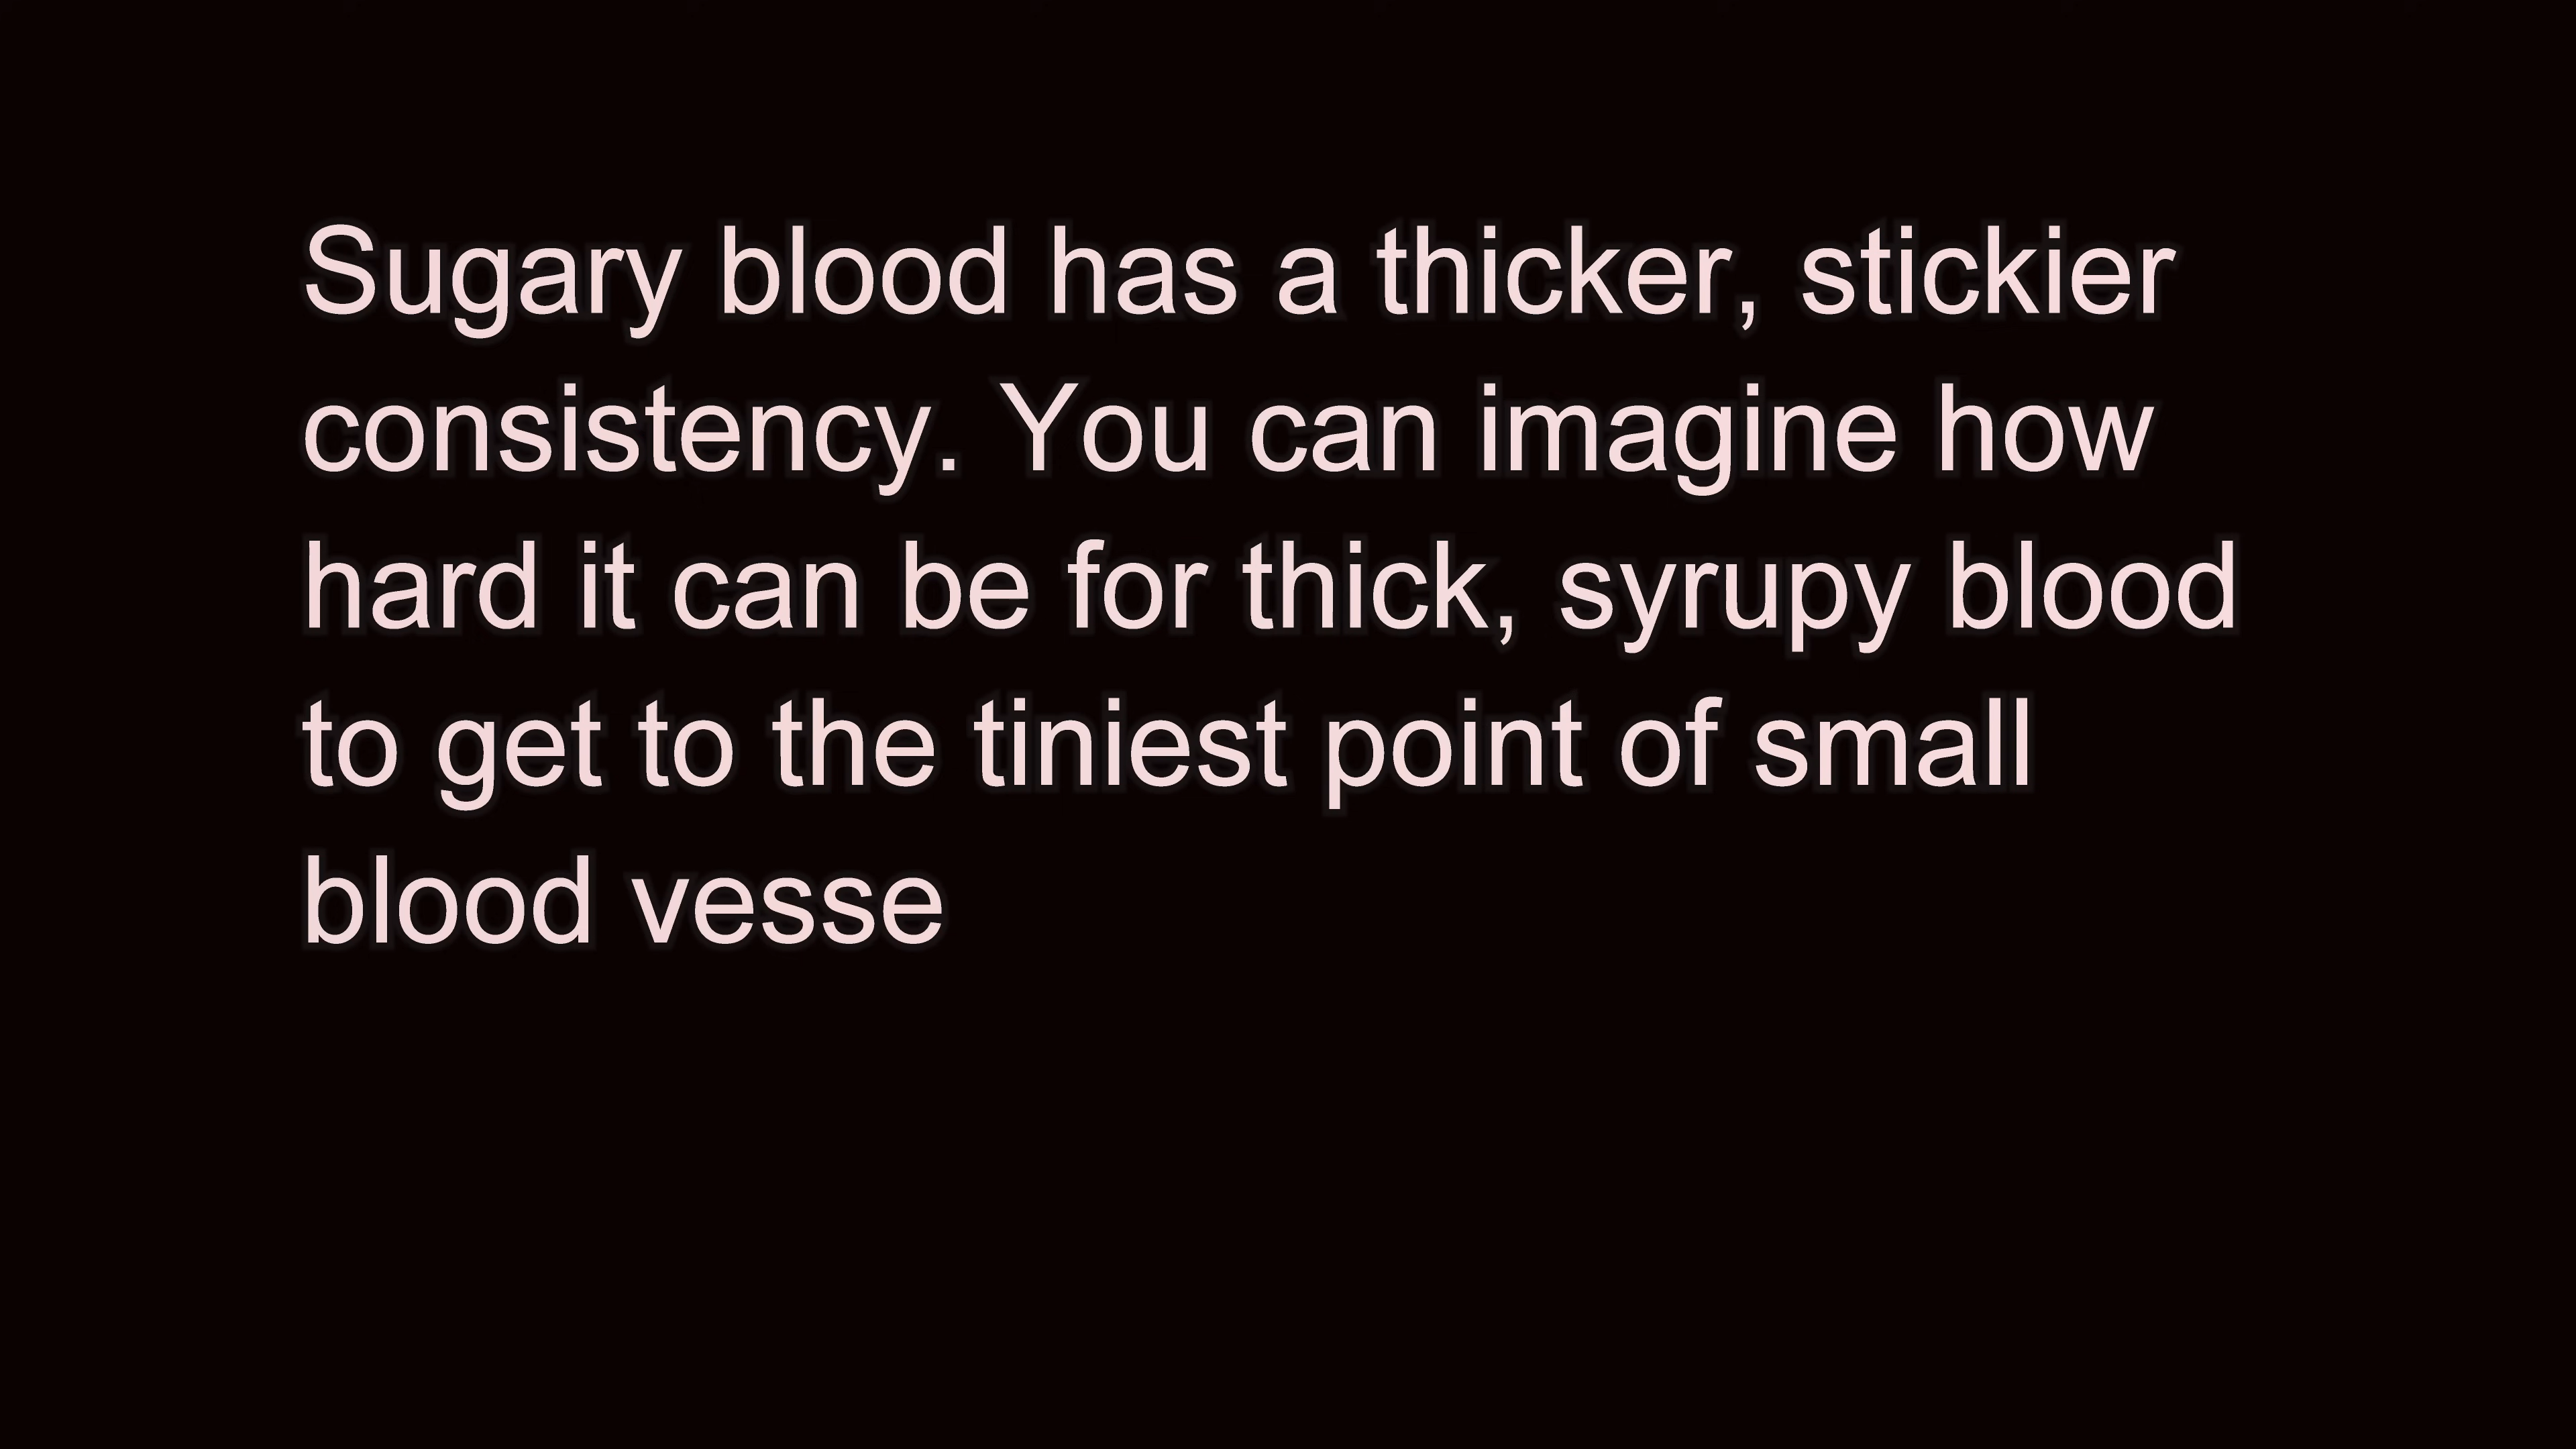 Sugary blood has a thicker, stickier
consistency. You can imagine how
hard it can be for thick, syrupy blood
to get to the tiniest point of small
blood vesse